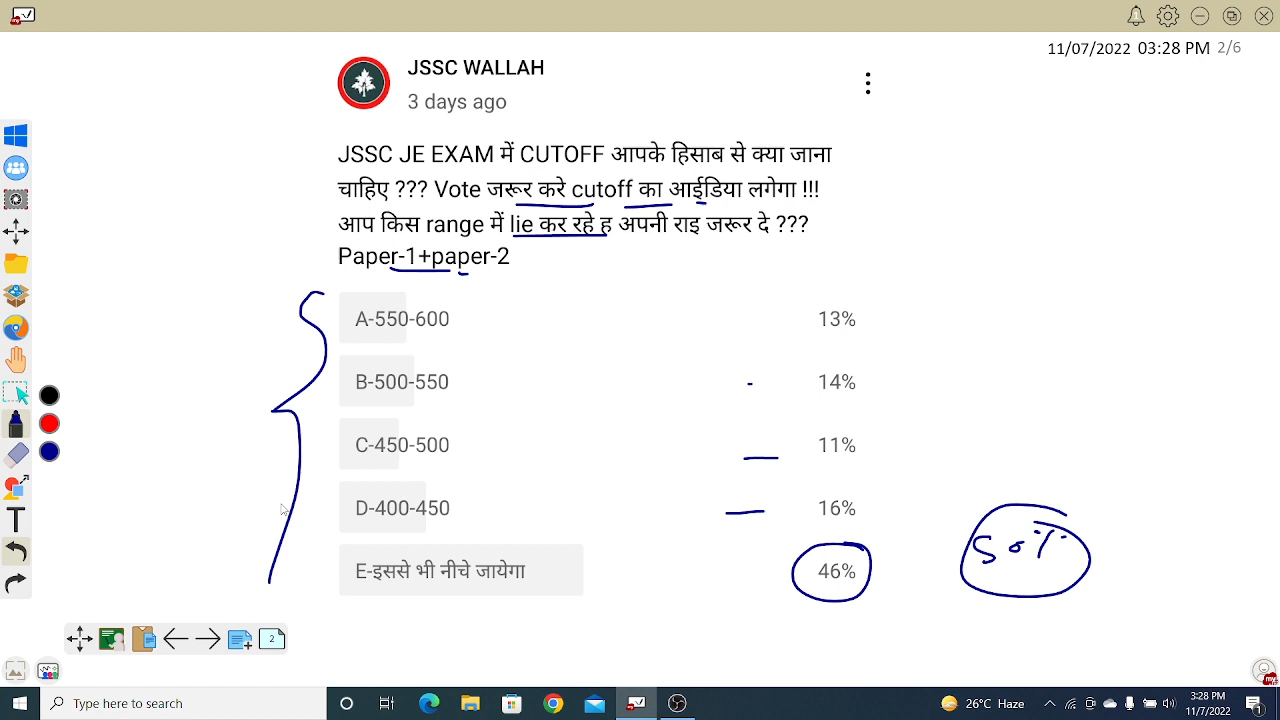 11/07/2022 03:28 PM 2/6
JSSC WALLAH
3 days ago
JSSC JE EXAM में CUTOFF आपके हिसाब से क्या जाना
चाहिए ??? Vote जरूर करे cutoff का आईडिया लगेगा !!!
आप किस range में lie कर रहे ह अपनी राइ जरूर दे ???
Paper-1+paper-2
A-550-600 13%
B-500-550 14%
C-450-500 11%
D-400-450 16%
E-इससे भी नीचे जायेगा 46%
50%
2
Type here to search
26°C Haze
3:28 PM
11/7/2022